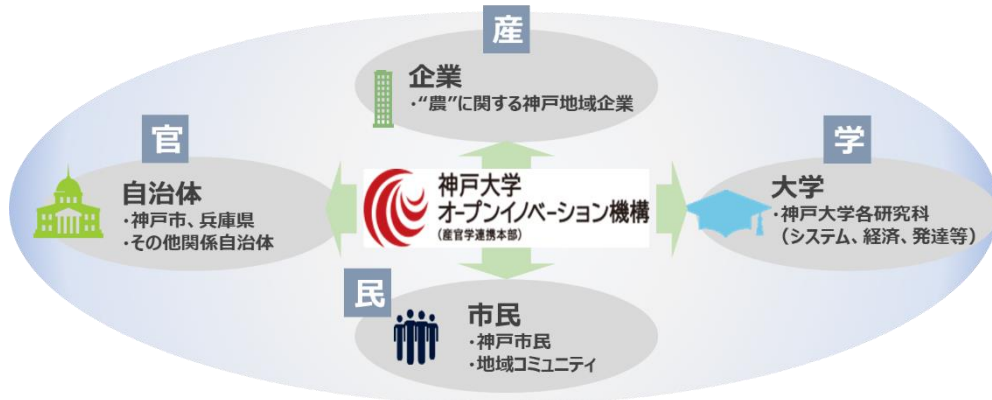 産
企業
・“農”に関する神戸地域企業
官
自治体
・神戸市、兵庫県
・その他関係自治体
神戸大学
オープンイノベーション機構
(産官学連携本部)
学
大学
・神戸大学各研究科
（システム、経済、発達等）
民
市民
・神戸市民
・地域コミュニティ